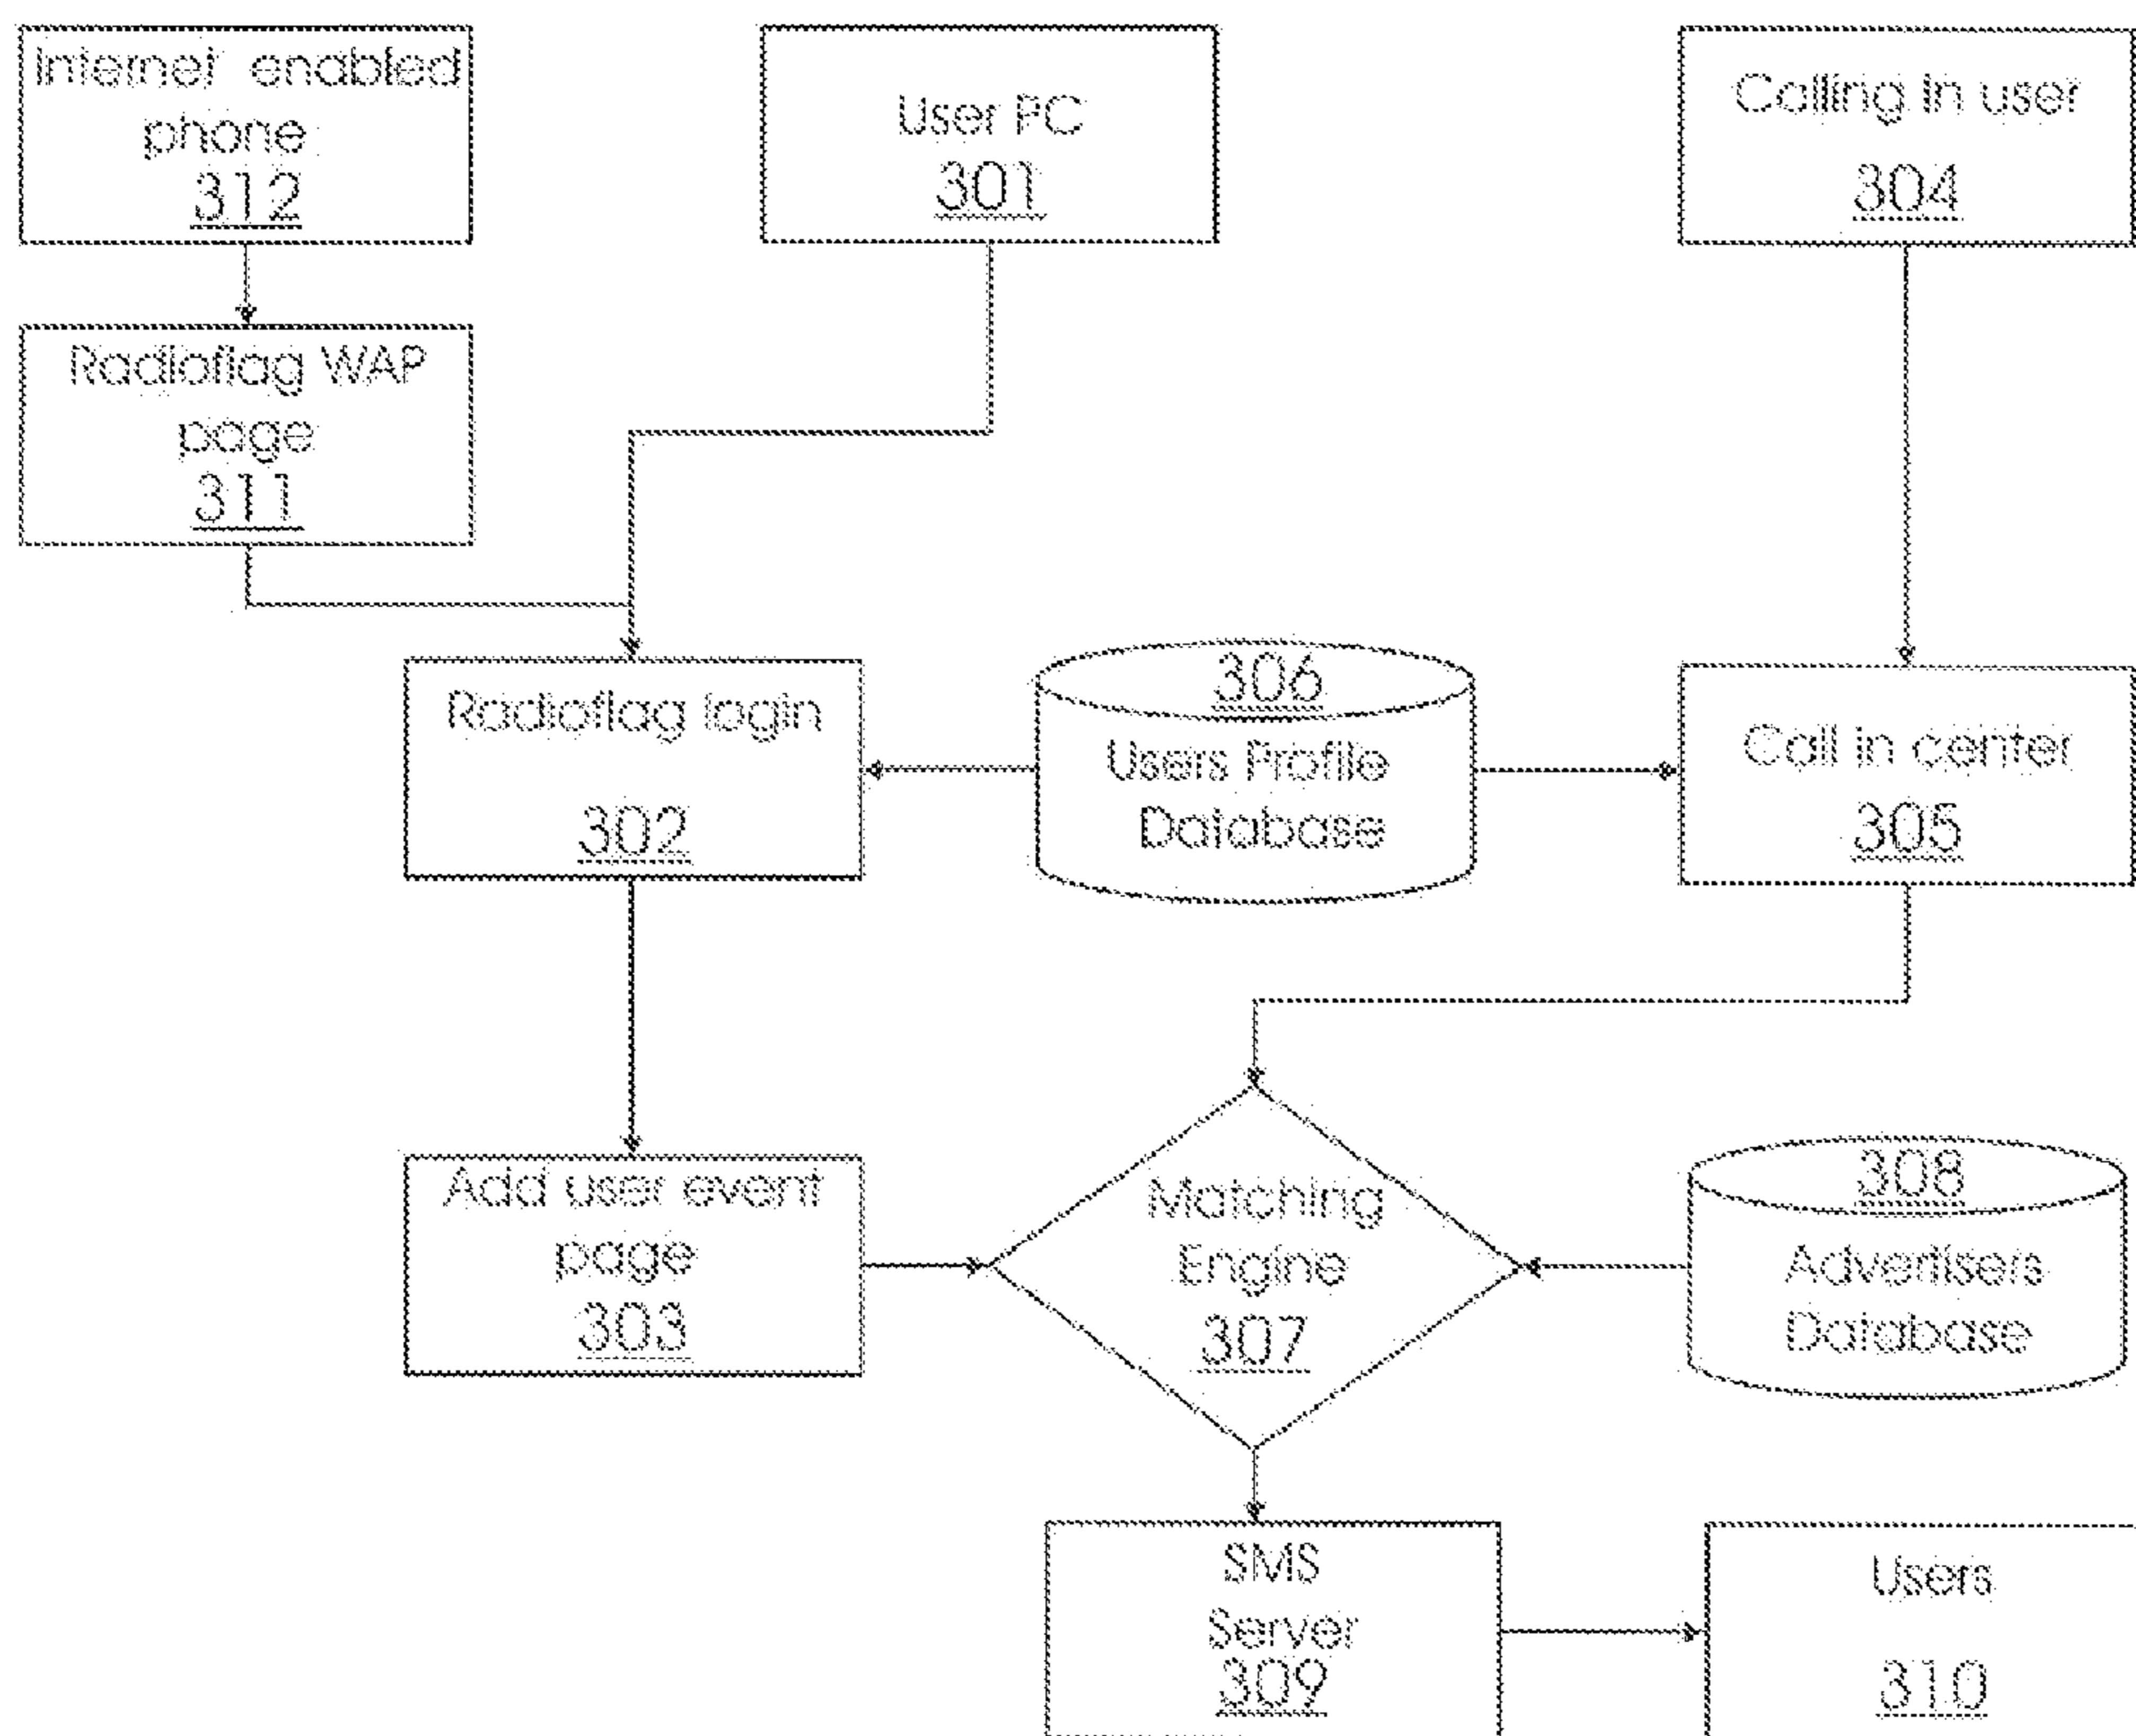 Internet enabled
phone
312
User PC
301
Calling in user
304
Radioflag WAP
page
311
Radioflag login
302
306
Users Profile
Database
Call in center
305
Add user event
page
303
Matching
Engine
307
308
Advertisers
Database
SMS
Server
309
Users
310